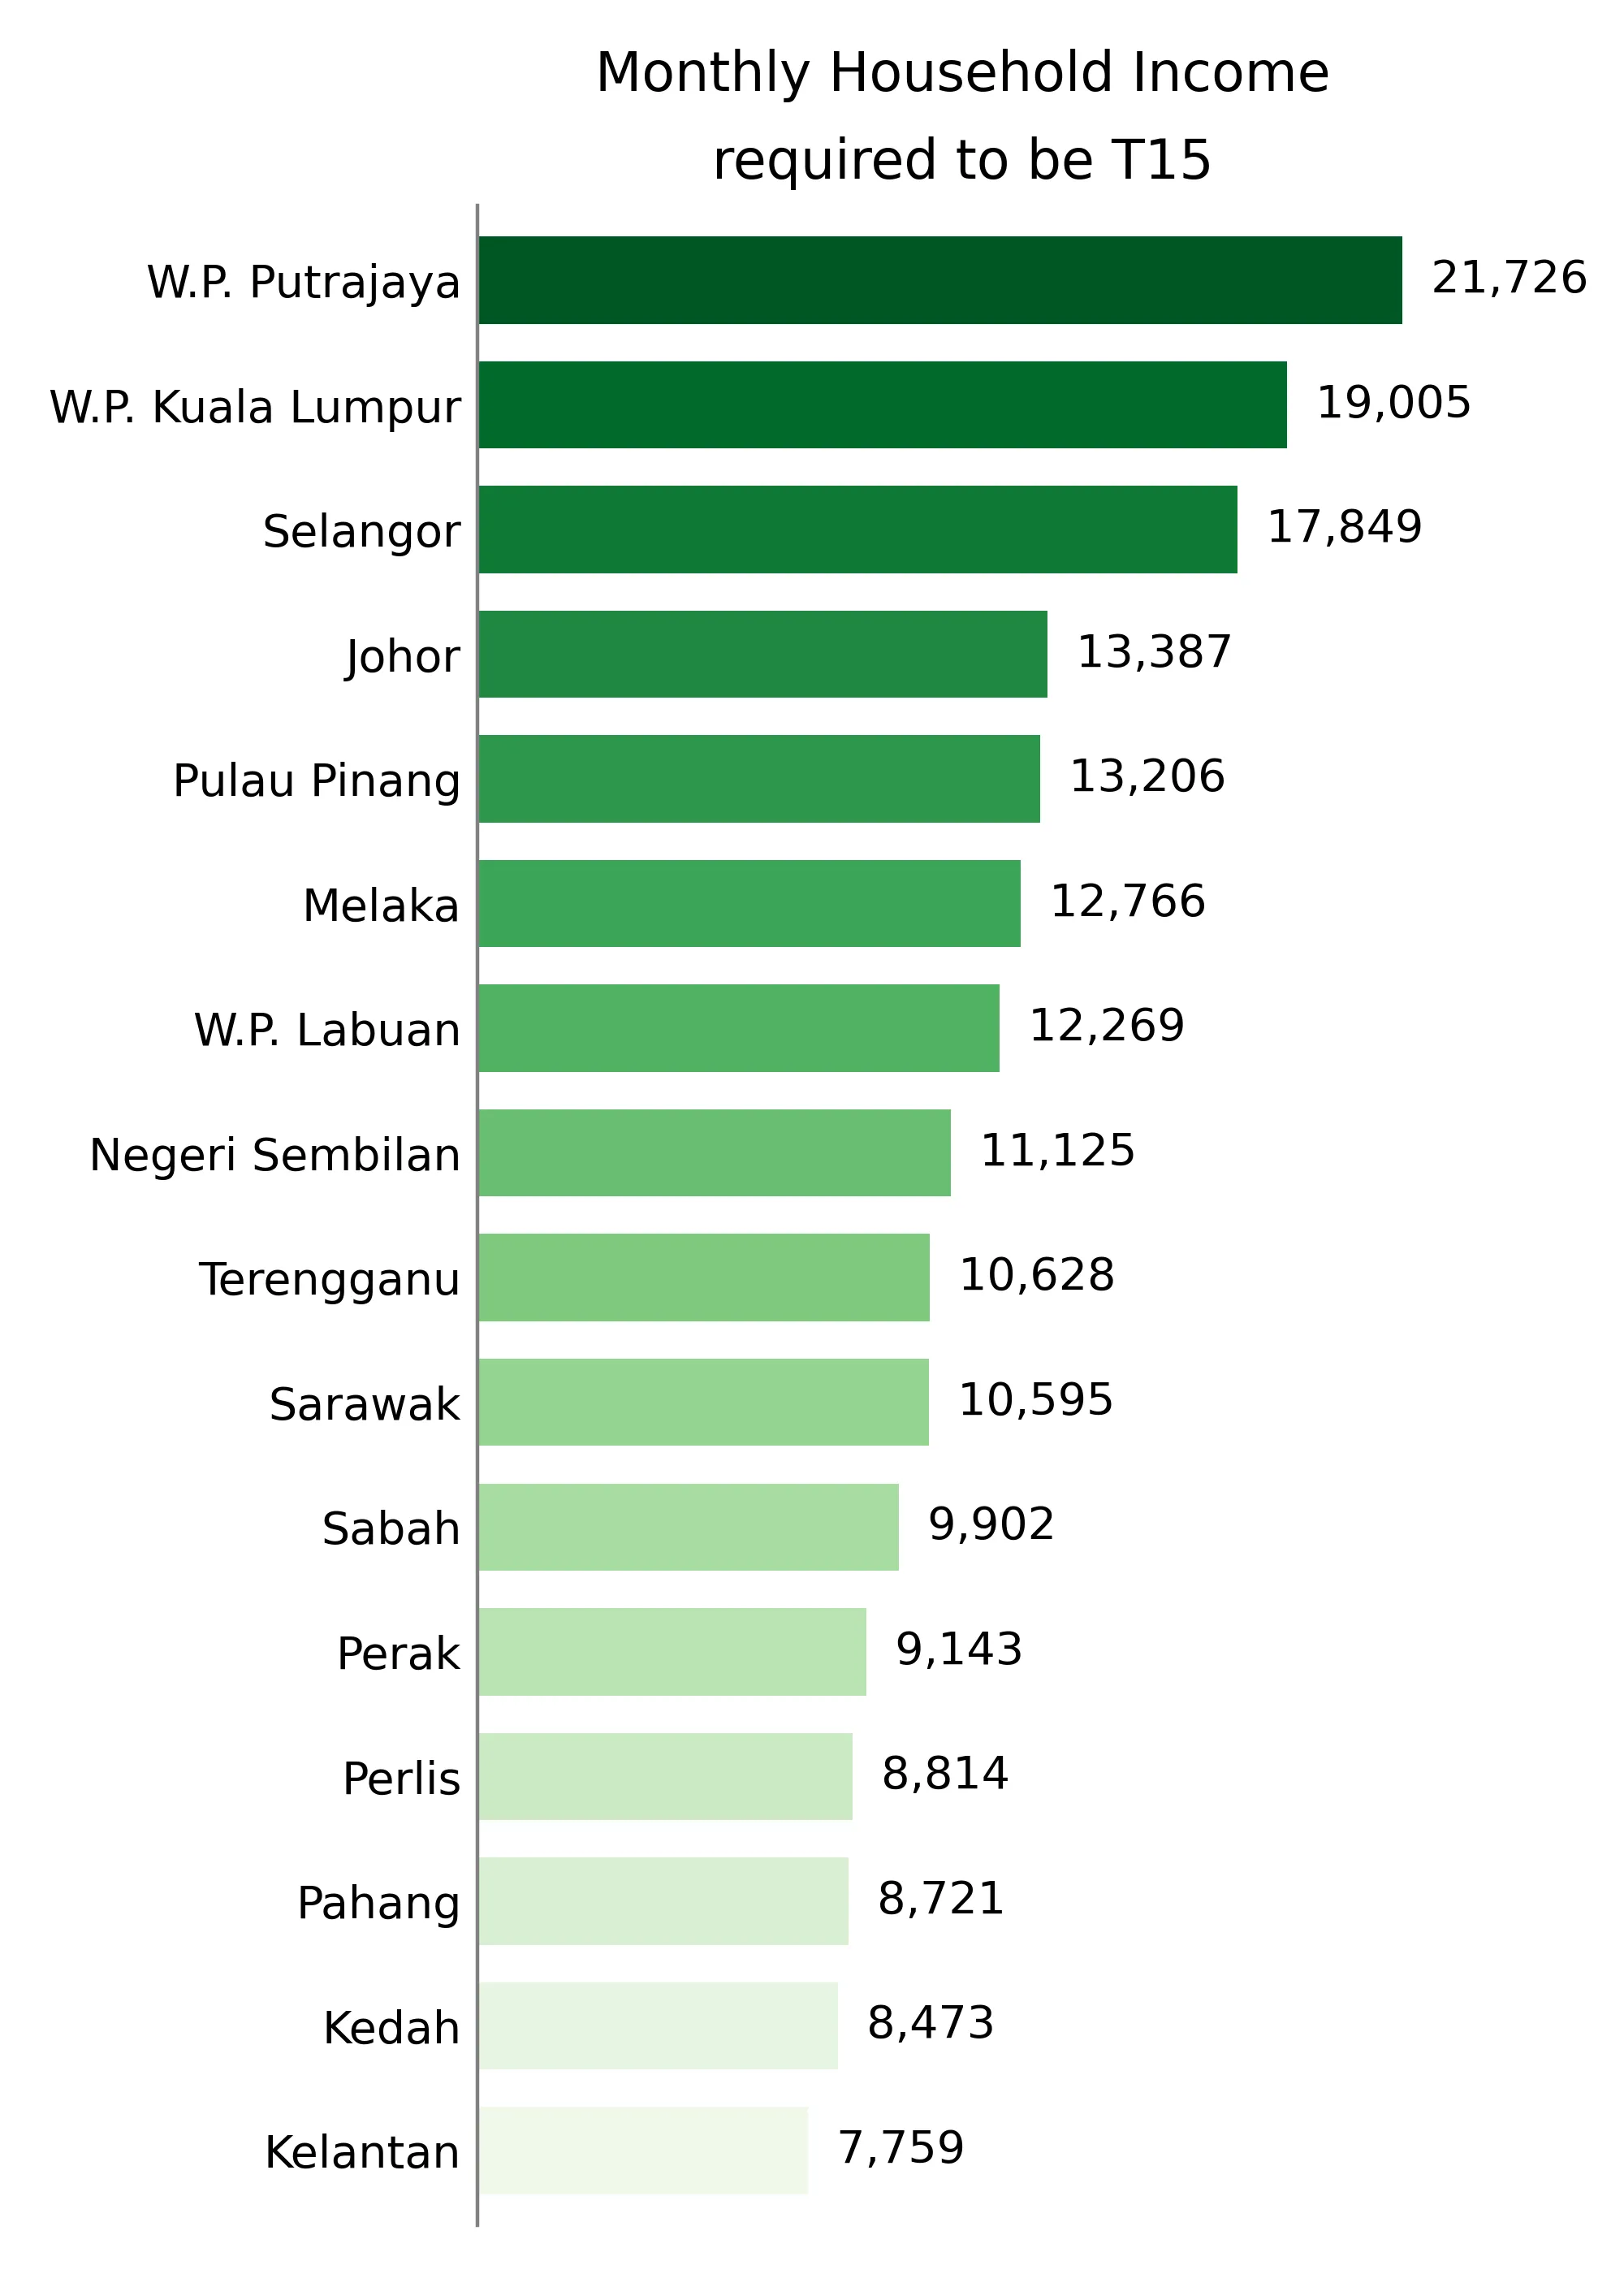 Monthly Household Income
required to be T15
W.P. Putrajaya 21,726
W.P. Kuala Lumpur 19,005
Selangor 17,849
Johor 13,387
Pulau Pinang 13,206
Melaka 12,766
W.P. Labuan 12,269
Negeri Sembilan 11,125
Terengganu 10,628
Sarawak 10,595
Sabah 9,902
Perak 9,143
Perlis 8,814
Pahang 8,721
Kedah 8,473
Kelantan 7,759